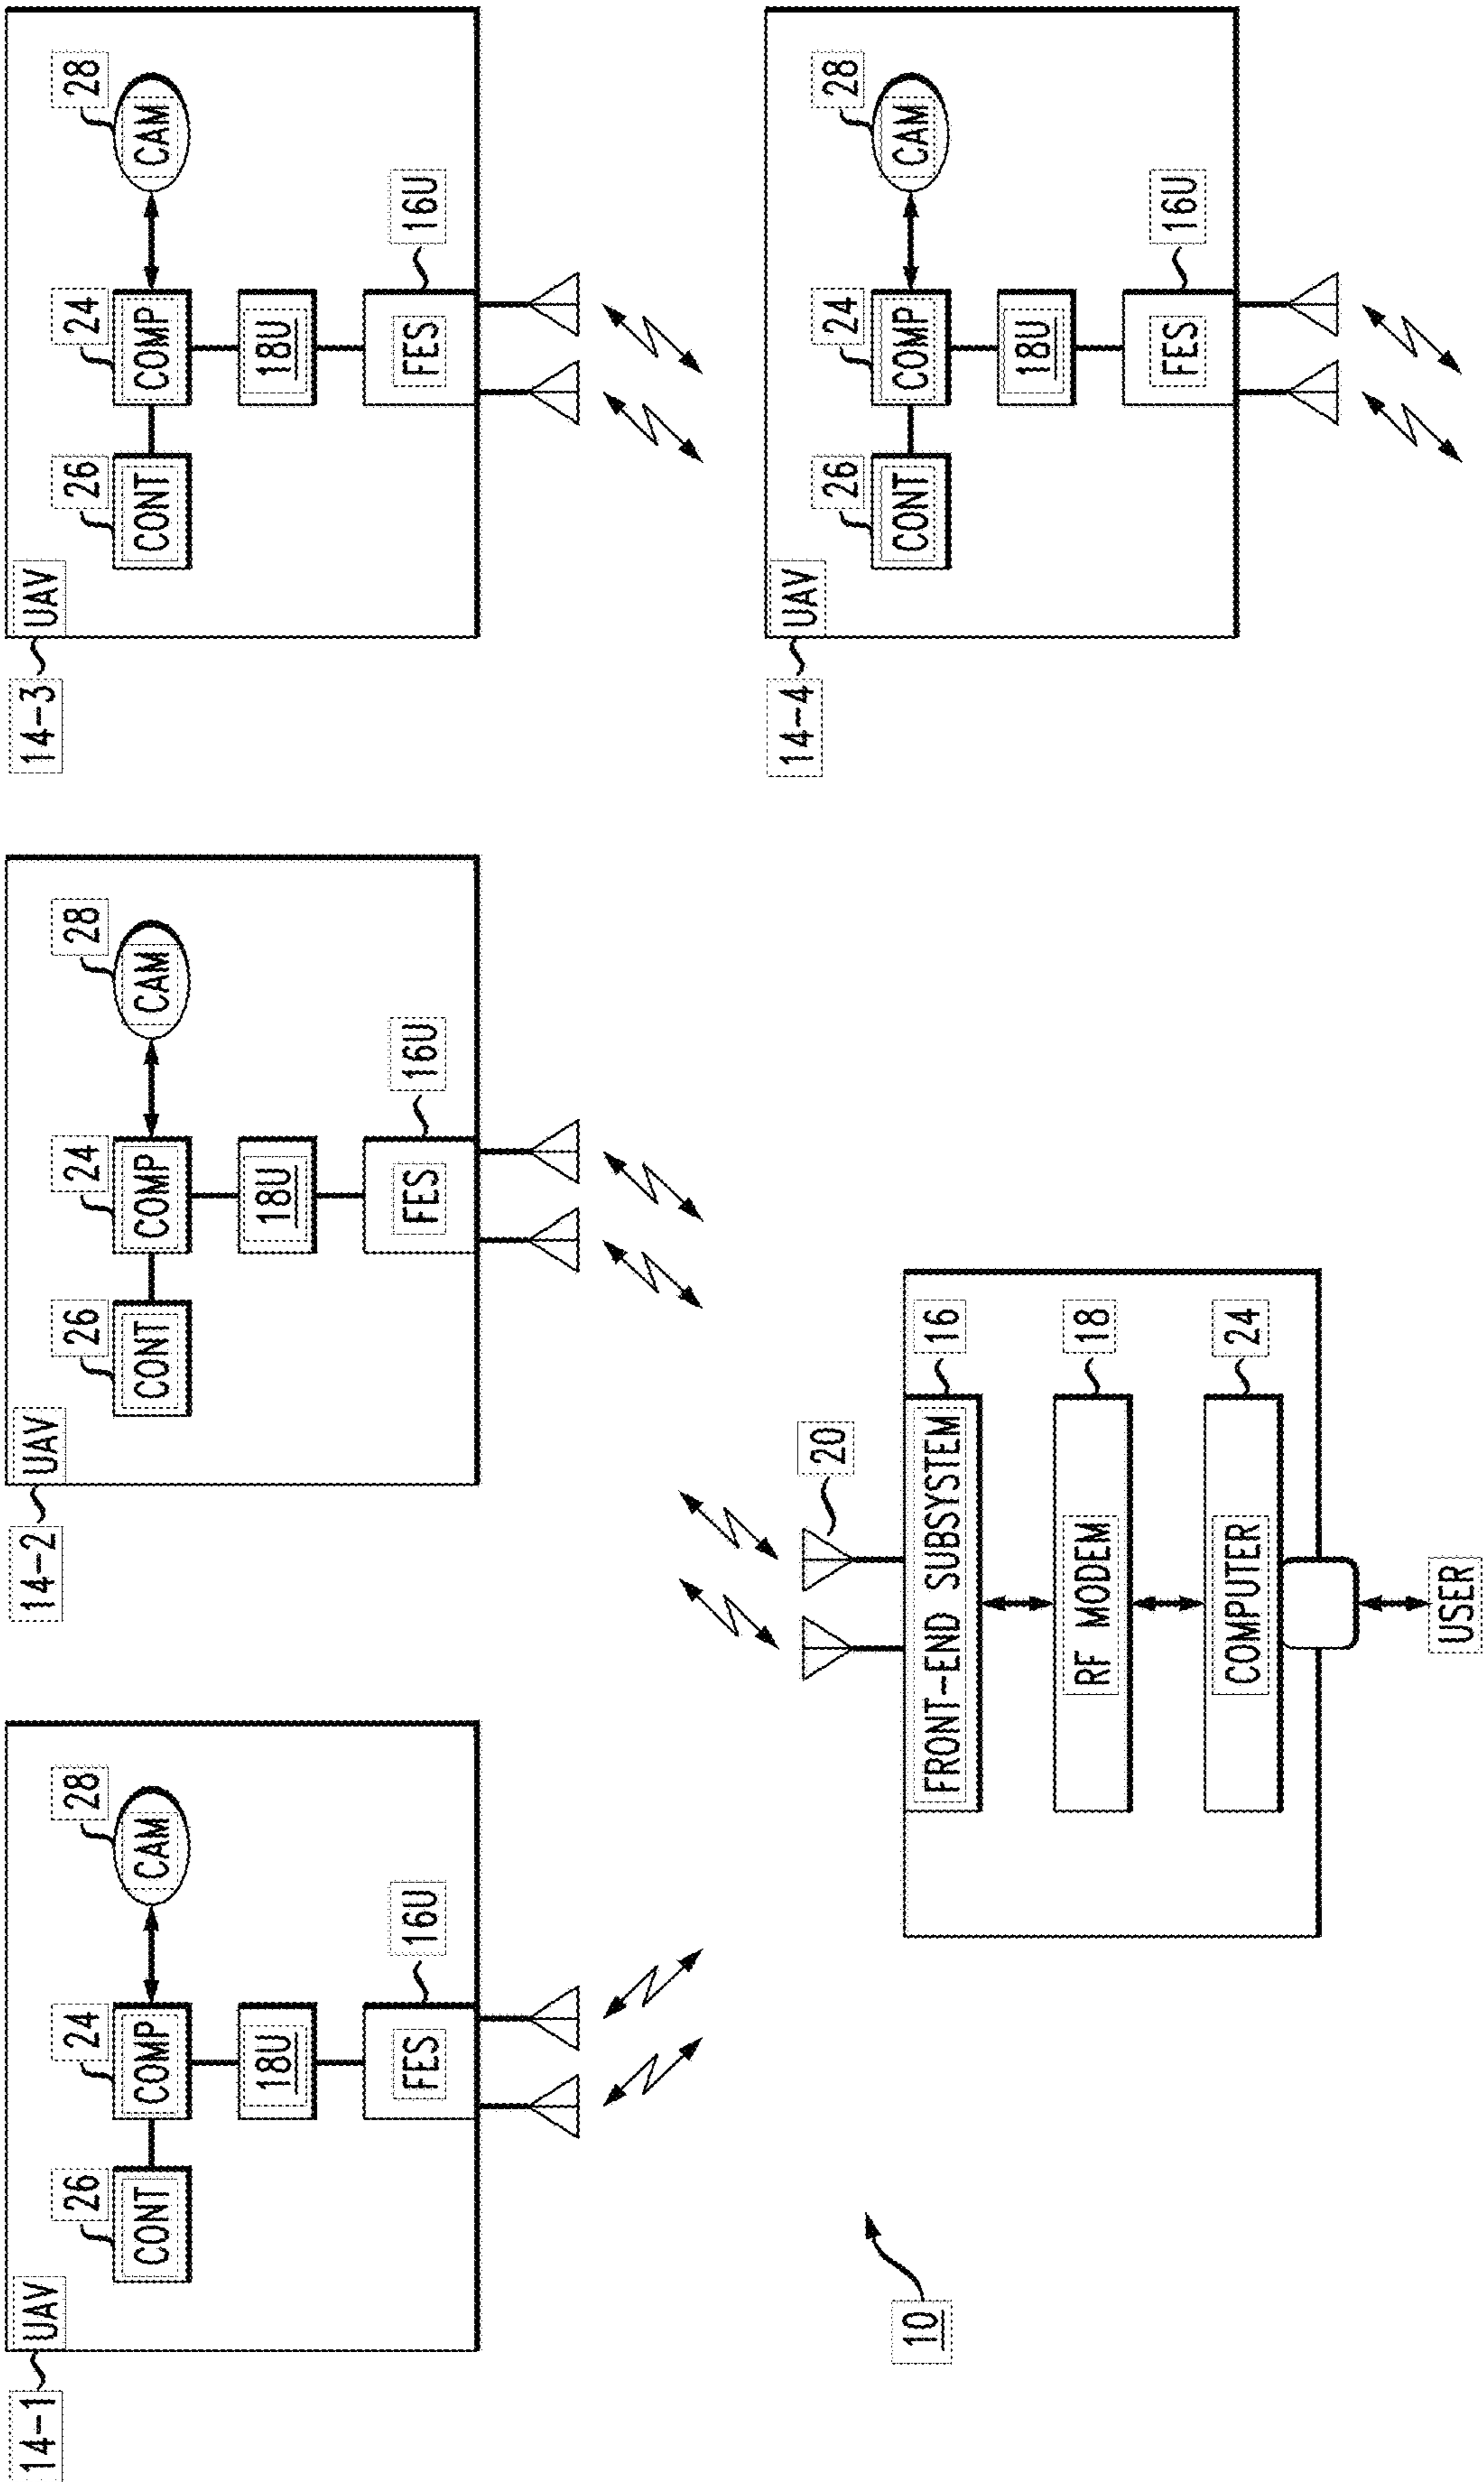 14-1
UAV
26
CONT
24
COMP
28
CAM
18U
FES
16U
14-2
UAV
26
CONT
24
COMP
28
CAM
18U
FES
16U
14-3
UAV
26
CONT
24
COMP
28
CAM
18U
FES
16U
14-4
UAV
26
CONT
24
COMP
28
CAM
18U
FES
16U
10
20
FRONT-END SUBSYSTEM
16
RF MODEM
18
COMPUTER
24
USER